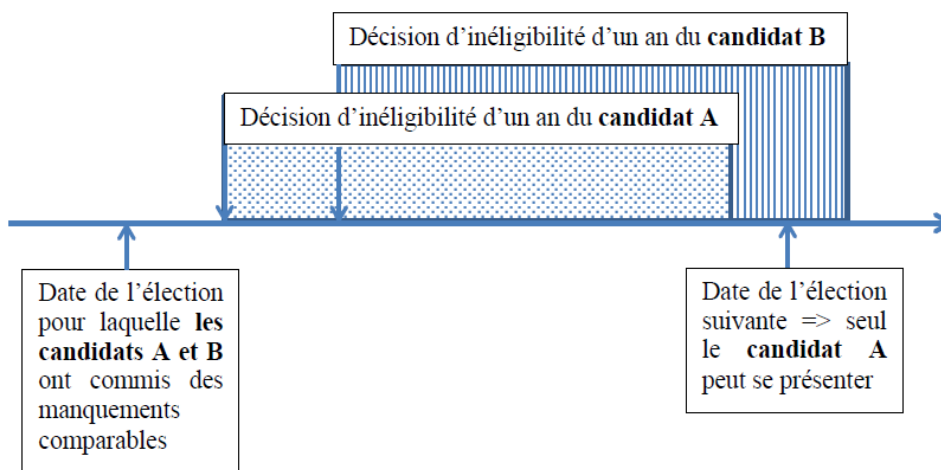 Décision d'inéligibilité d'un an du candidat B
Décision d'inéligibilité d'un an du candidat A
Date de l'élection
pour laquelle les
candidats A et B
ont commis des
manquements
comparables
Date de l'élection
suivante => seul
le candidat A
peut se présenter